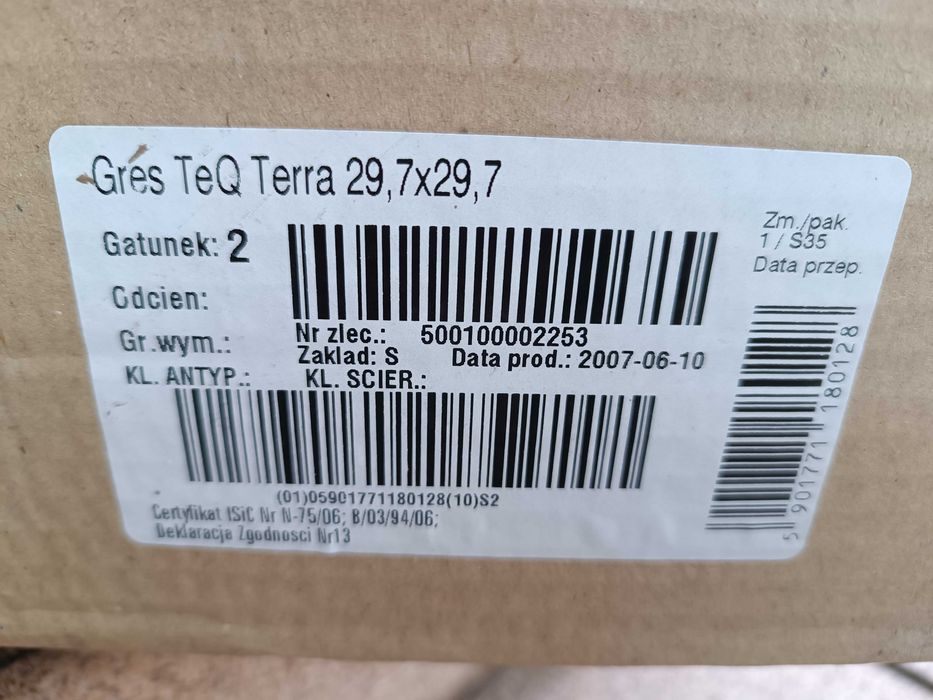 Gres TeQ Terra 29,7x29,7
Gatunek: 2
Zm./pak.
1 / S35
Data przep.
Odcien:
Gr.wym.:
Nr zlec.: 500100002253
Zaklad: S Data prod.: 2007-06-10
KL. ANTYP.: KL. SCIER.:
(01)05901771180128(10)S2
Certyfikat ISiC Nr N-75/06; B/03/94/06;
Deklaracja Zgodnosci Nr13
5 901771 180128